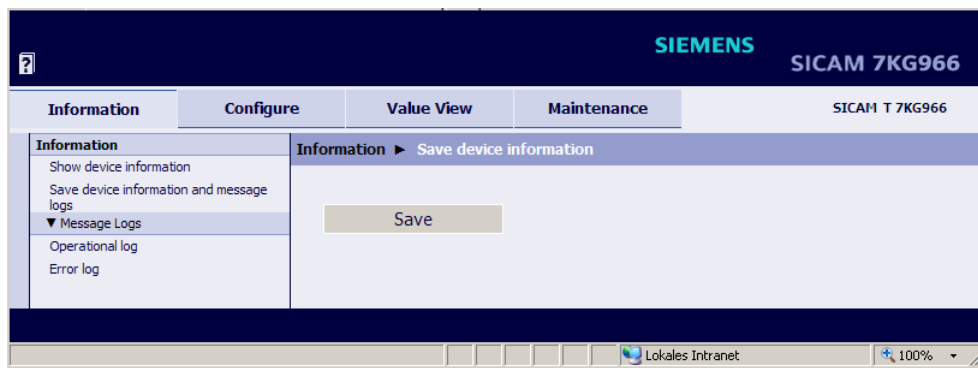 ?
SIEMENS
SICAM 7KG966
Information
Configure
Value View
Maintenance
SICAM T 7KG966
Information
Show device information
Save device information and message
logs
▼ Message Logs
Operational log
Error log
Information ► Save device information
Save
Lokales Intranet
100%